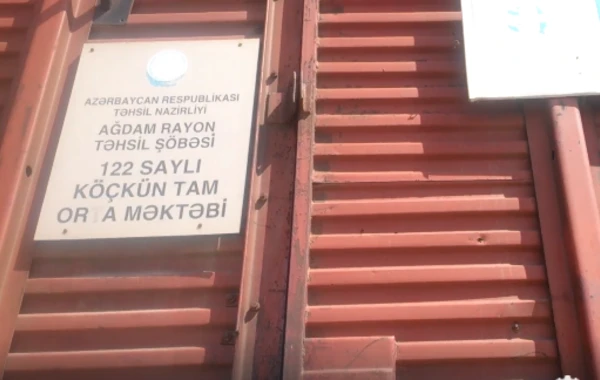 AZƏRBAYCAN RESPUBLİKASI
TƏHSİL NAZİRLİYİ
AĞDAM RAYON
TƏHSİL ŞÖBƏSİ
122 SAYLI
KÖÇKÜN TAM
ORTA MƏKTƏBİ